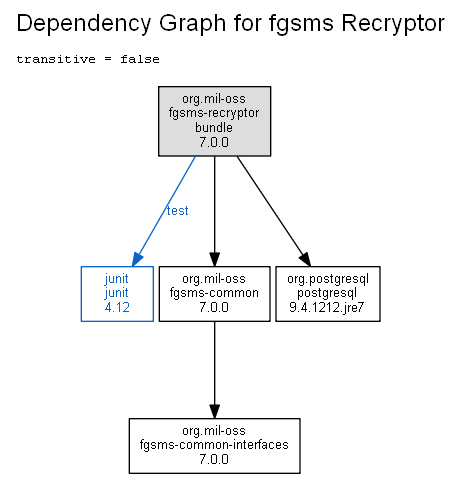 Dependency Graph for fgsms Recryptor
transitive = false
org.mil-oss
fgsms-recryptor
bundle
7.0.0
test
junit
junit
4.12
org.mil-oss
fgsms-common
7.0.0
org.postgresql
postgresql
9.4.1212.jre7
org.mil-oss
fgsms-common-interfaces
7.0.0